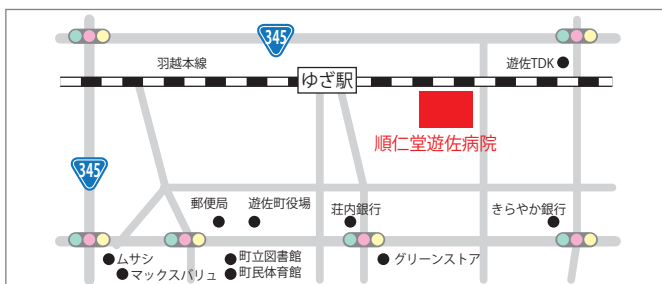 345
羽越本線
ゆざ駅
遊佐TDK
順仁堂遊佐病院
345
郵便局
遊佐町役場
荘内銀行
きらやか銀行
ムサシ
町立図書館
グリーンストア
マックスバリュ
町民体育館